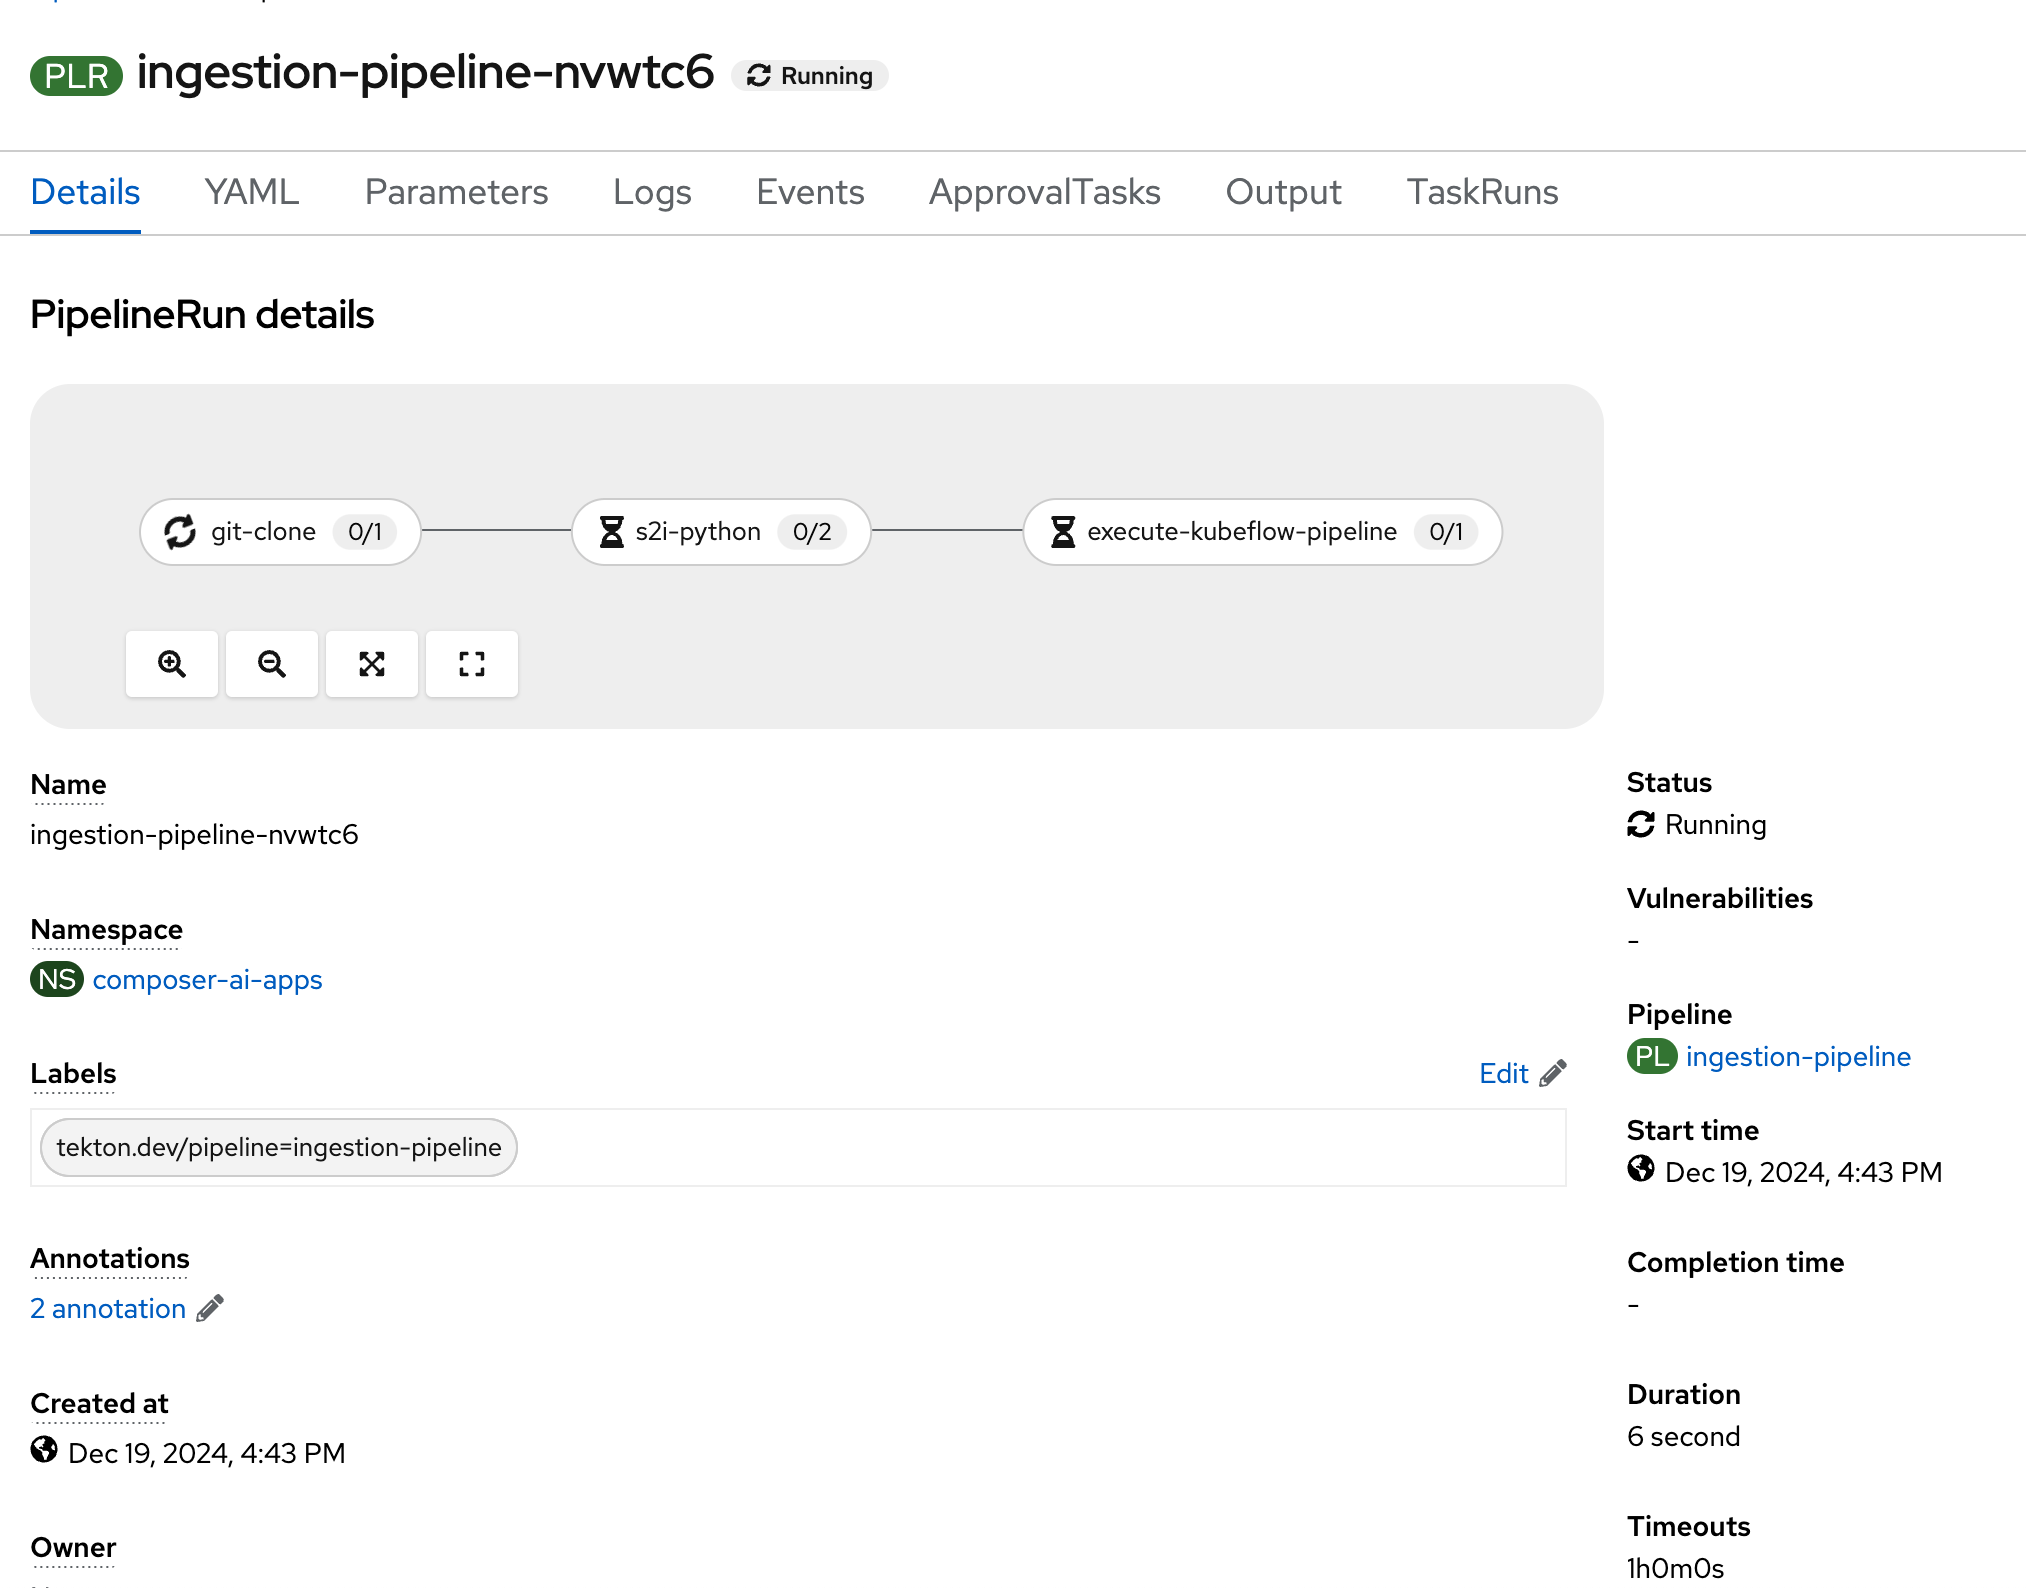 PLR ingestion-pipeline-nvwtc6 Running
Details YAML Parameters Logs Events ApprovalTasks Output TaskRuns
PipelineRun details
git-clone 0/1 s2i-python 0/2 execute-kubeflow-pipeline 0/1
Name
ingestion-pipeline-nvwtc6
Namespace
NS composer-ai-apps
Labels Edit
tekton.dev/pipeline=ingestion-pipeline
Annotations
2 annotation
Created at
Dec 19, 2024, 4:43 PM
Owner
Status
Running
Vulnerabilities
-
Pipeline
PL ingestion-pipeline
Start time
Dec 19, 2024, 4:43 PM
Completion time
-
Duration
6 second
Timeouts
1h0m0s